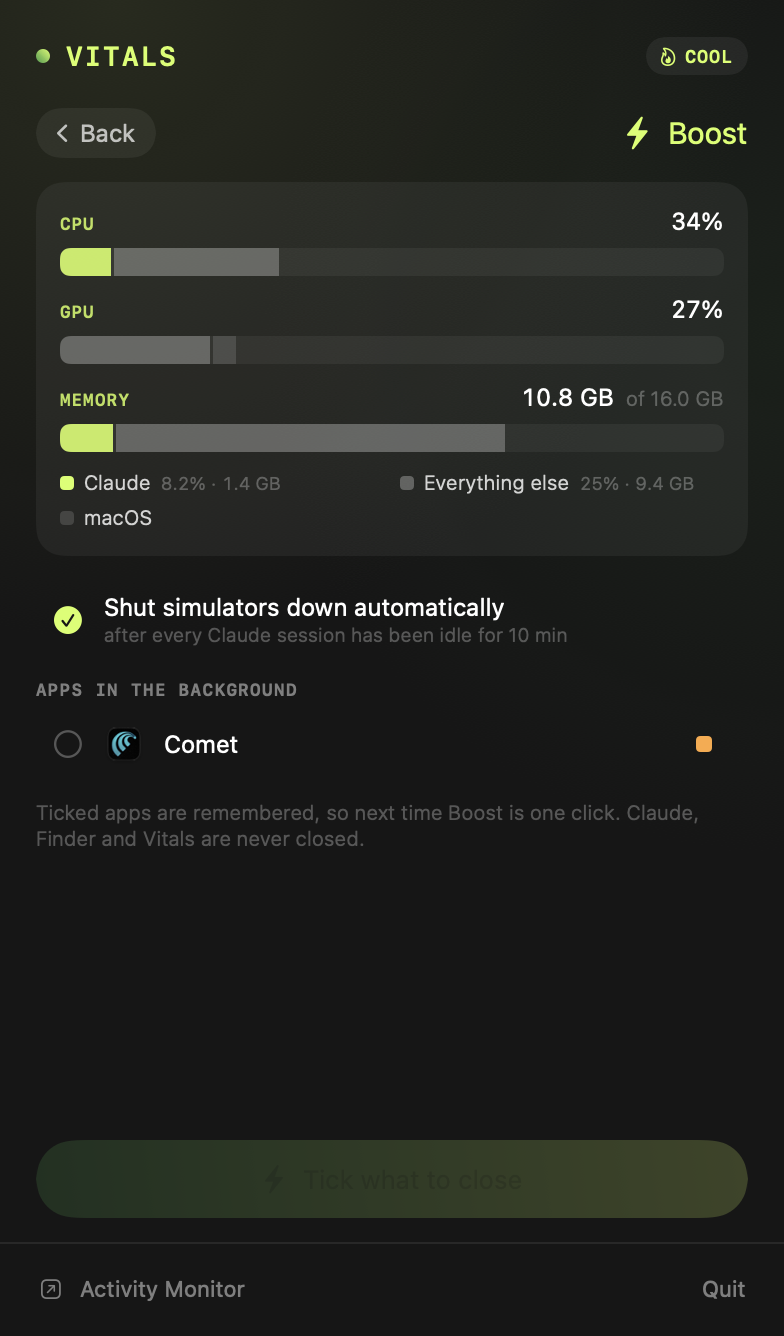 VITALS
COOL
Back
Boost
CPU 34%
GPU 27%
MEMORY 10.8 GB of 16.0 GB
Claude 8.2% · 1.4 GB
Everything else 25% · 9.4 GB
macOS
Shut simulators down automatically
after every Claude session has been idle for 10 min
APPS IN THE BACKGROUND
Comet
Ticked apps are remembered, so next time Boost is one click. Claude,
Finder and Vitals are never closed.
Tick what to close
Activity Monitor
Quit